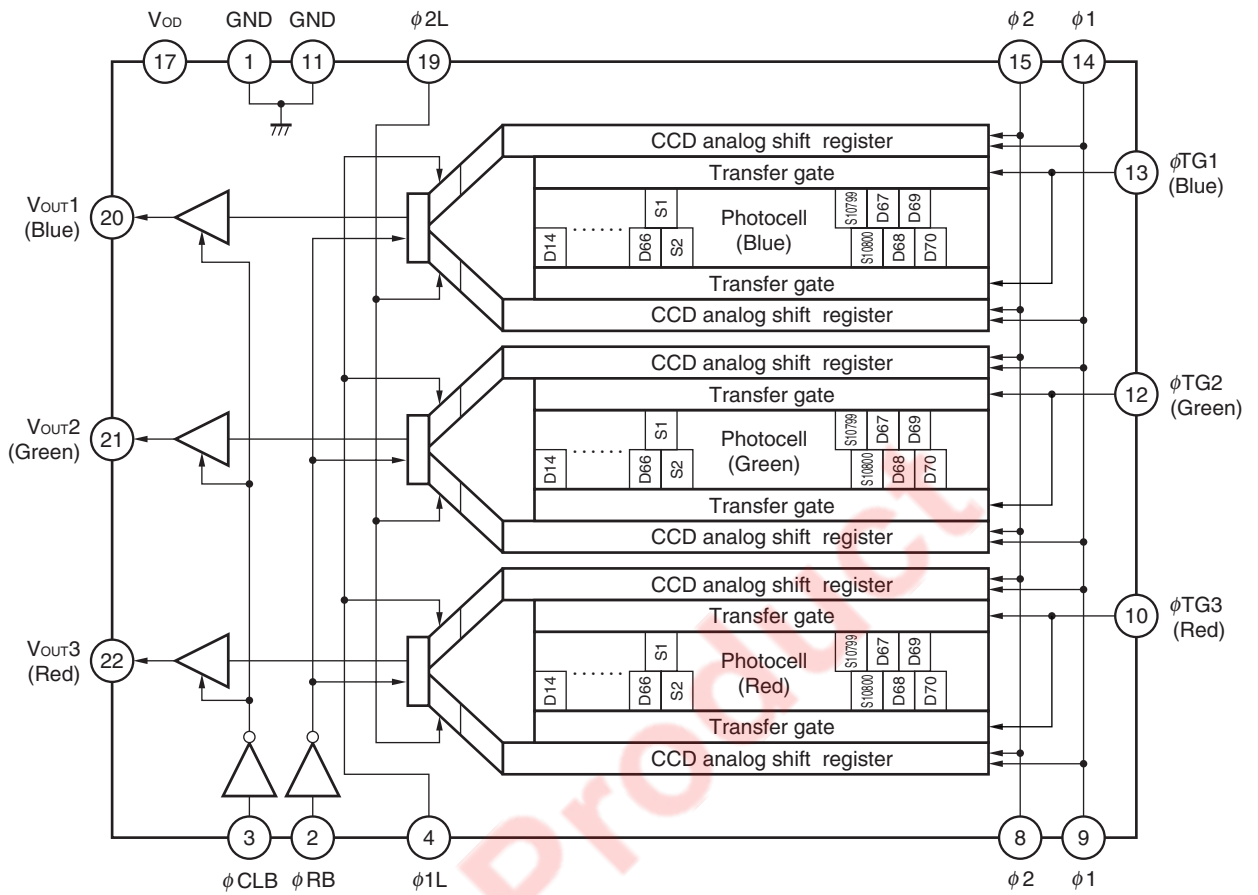 VOD GND GND φ2L φ2 φ1
17 1 11 19 15 14
CCD analog shift register
Transfer gate
13 φTG1
(Blue)
VOUT1
(Blue)
20
D14 ...... D66 S1 S2
Photocell
(Blue)
S10799 S10800 D67 D68 D69 D70
Transfer gate
CCD analog shift register
CCD analog shift register
Transfer gate
12 φTG2
(Green)
VOUT2
(Green)
21
D14 ...... D66 S1 S2
Photocell
(Green)
S10799 S10800 D67 D68 D69 D70
Transfer gate
CCD analog shift register
CCD analog shift register
Transfer gate
10 φTG3
(Red)
VOUT3
(Red)
22
D14 ...... D66 S1 S2
Photocell
(Red)
S10799 S10800 D67 D68 D69 D70
Transfer gate
CCD analog shift register
3 2 4 8 9
φCLB φRB φ1L φ2 φ1
Product